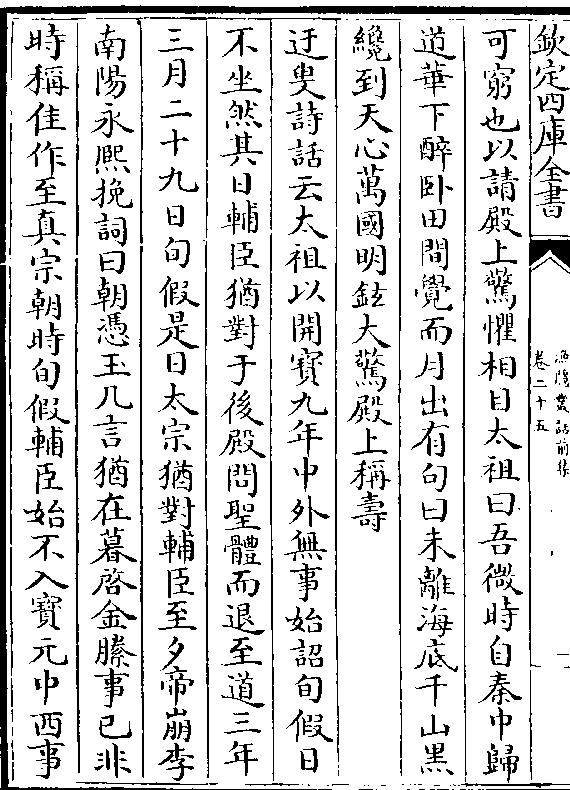 欽定四庫全書
漁隱叢話前集
卷二十五
一
可窮也以請殿上驚懼相目太祖曰吾微時自秦中歸
道華下醉卧田間覺而月出有句曰未離海底千山黑
纔到天心萬國明鉉大驚殿上稱壽
迂叟詩話云太祖以開寶九年中外無事始詔旬假日
不坐然其日輔臣猶對于後殿問聖體而退至道三年
三月二十九日旬假是日太宗猶對輔臣至夕帝崩李
南陽永熙挽詞曰朝憑玉几言猶在暮啓金縢事已非
時稱佳作至真宗朝時旬假輔臣始不入寶元中西事